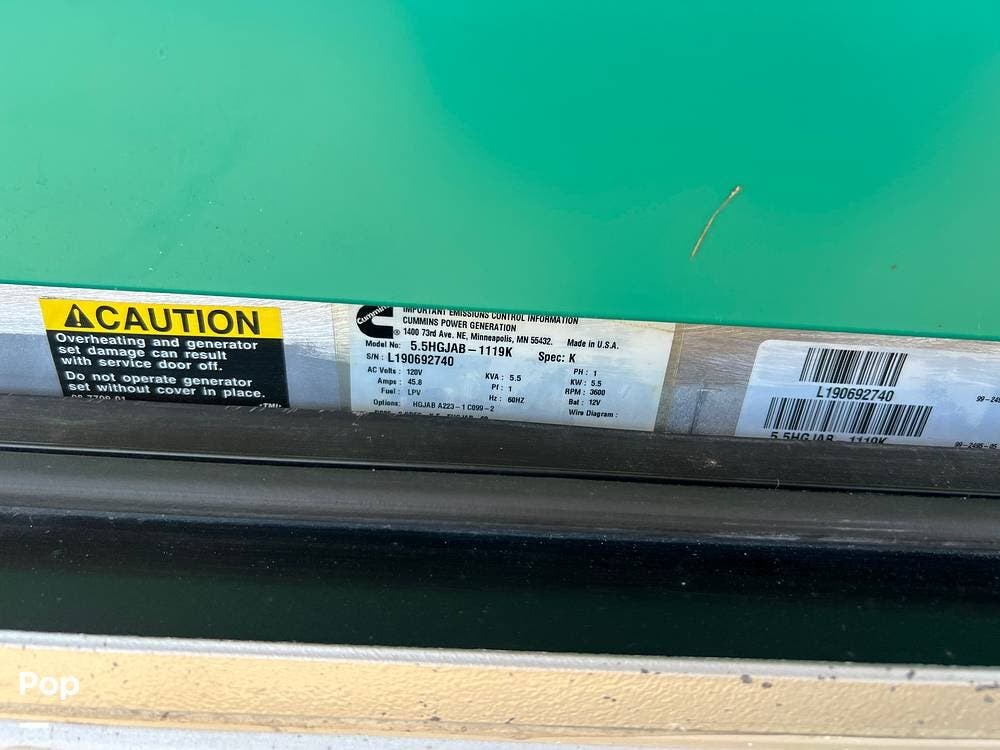 CAUTION
Overheating and generator
set damage can result
with service door off.
Do not operate generator
set without cover in place.
Cummins
IMPORTANT EMISSIONS CONTROL INFORMATION
CUMMINS POWER GENERATION
® 1400 73rd Ave. NE, Minneapolis, MN 55432. Made in U.S.A.
Model No: 5.5HGJAB-1119K Spec: K
S/N : L190692740
AC Volts : 120V KVA : 5.5 PH : 1
Amps : 45.8 Pf : 1 KW : 5.5
Fuel : LPV Hz : 60HZ RPM : 3600
Bat : 12V
Options: HGJAB A223-1 C099-2 Wire Diagram :
L190692740
5.5HGJAB-1119K
Pop